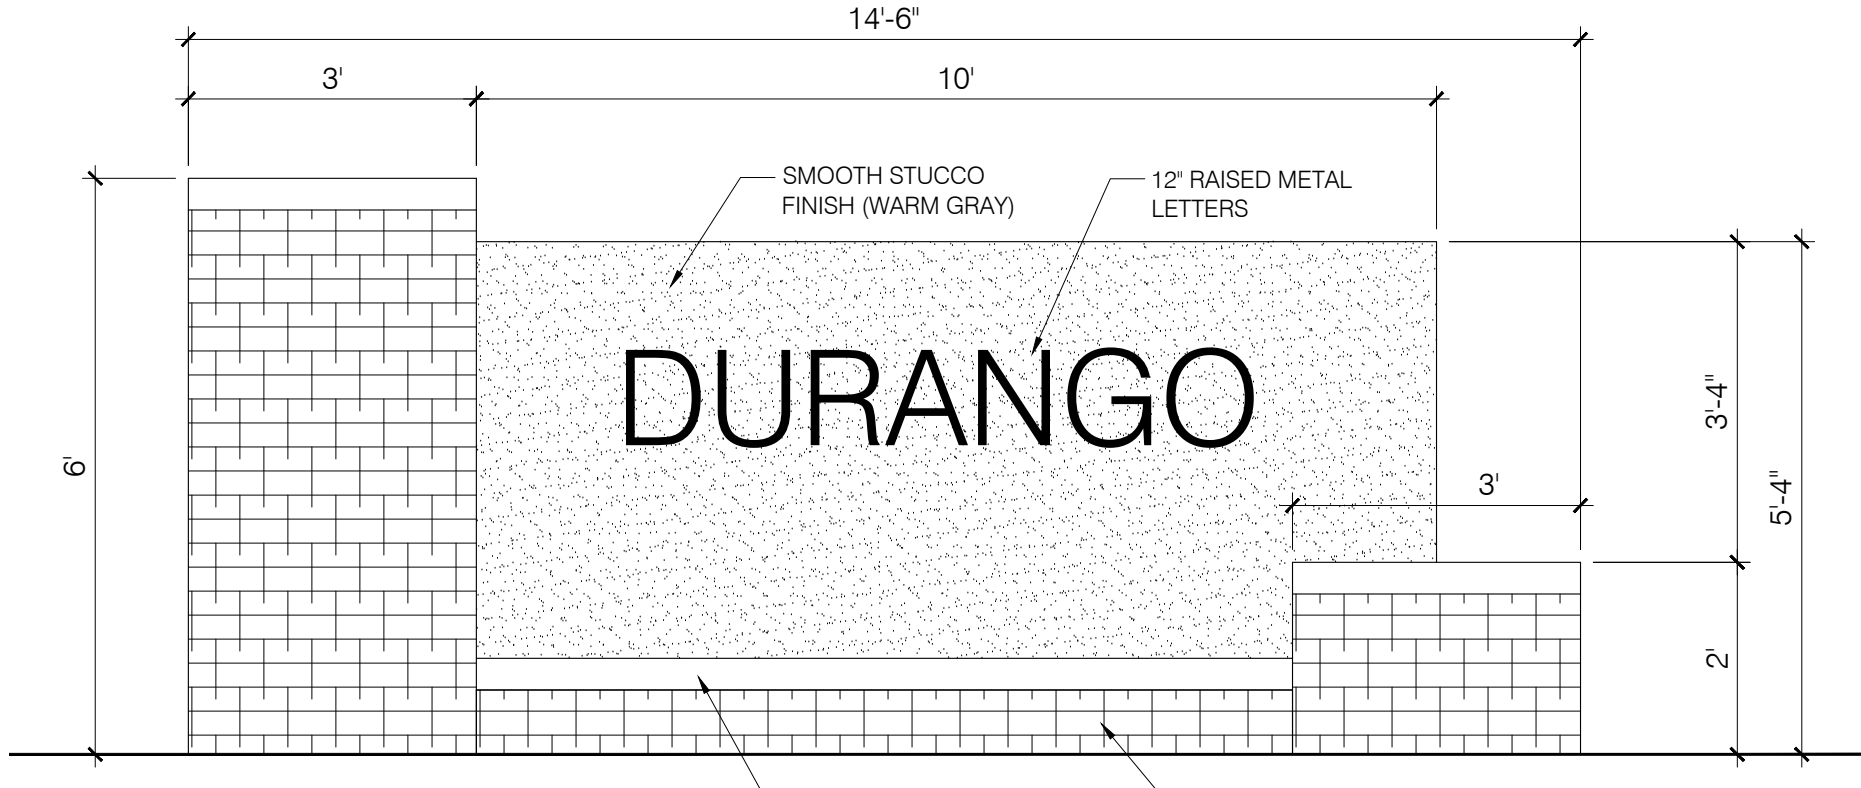 14'-6"
3'
10'
SMOOTH STUCCO
FINISH (WARM GRAY)
12" RAISED METAL
LETTERS
DURANGO
6'
3'-4"
5'-4"
3'
2'